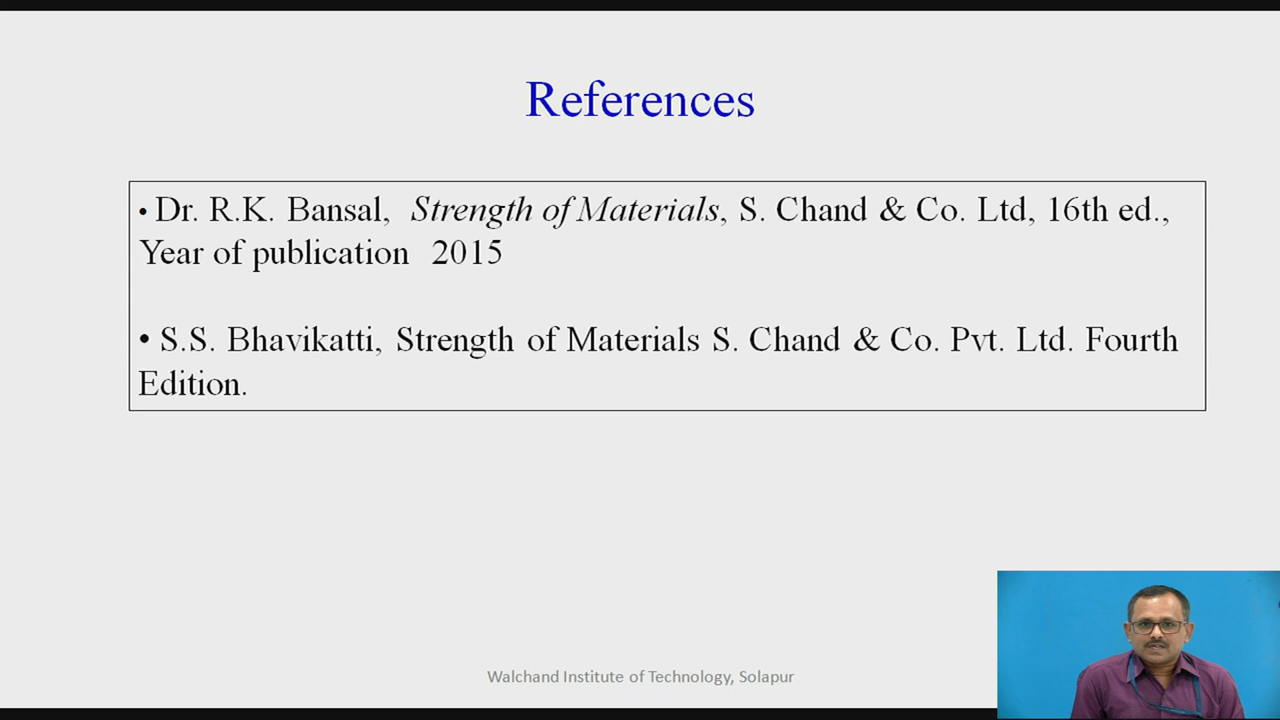 References
• Dr. R.K. Bansal, Strength of Materials, S. Chand & Co. Ltd, 16th ed.,
Year of publication 2015
• S.S. Bhavikatti, Strength of Materials S. Chand & Co. Pvt. Ltd. Fourth
Edition.
Walchand Institute of Technology, Solapur